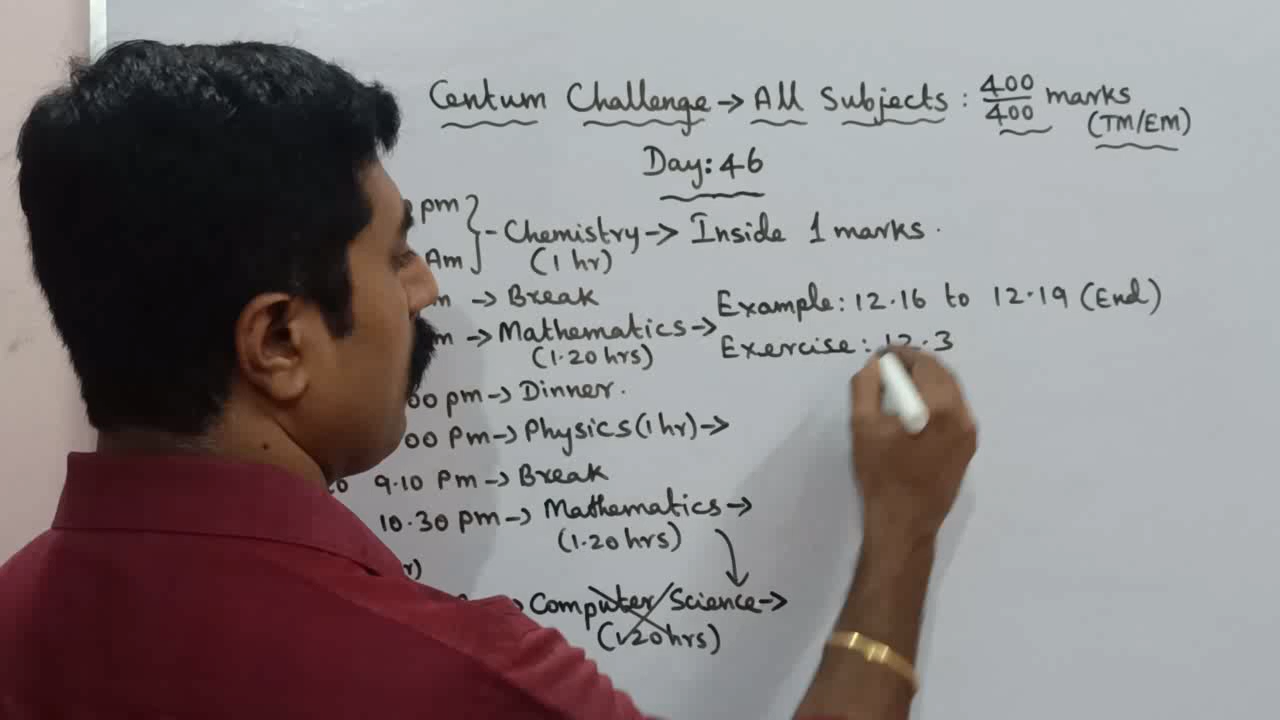 Centum Challenge → All Subjects : 400/400 marks
(TM/EM)
Day: 46
pm
Am } - Chemistry → Inside 1 marks.
(1 hr)
→ Break
→ Mathematics → Example: 12.16 to 12.19 (End)
(1.20 hrs) Exercise: 12.3
00 pm → Dinner.
00 Pm → Physics (1 hr) →
9.10 Pm → Break
10.30 pm → Mathematics →
(1.20 hrs)
Computer Science →
(1.20 hrs)